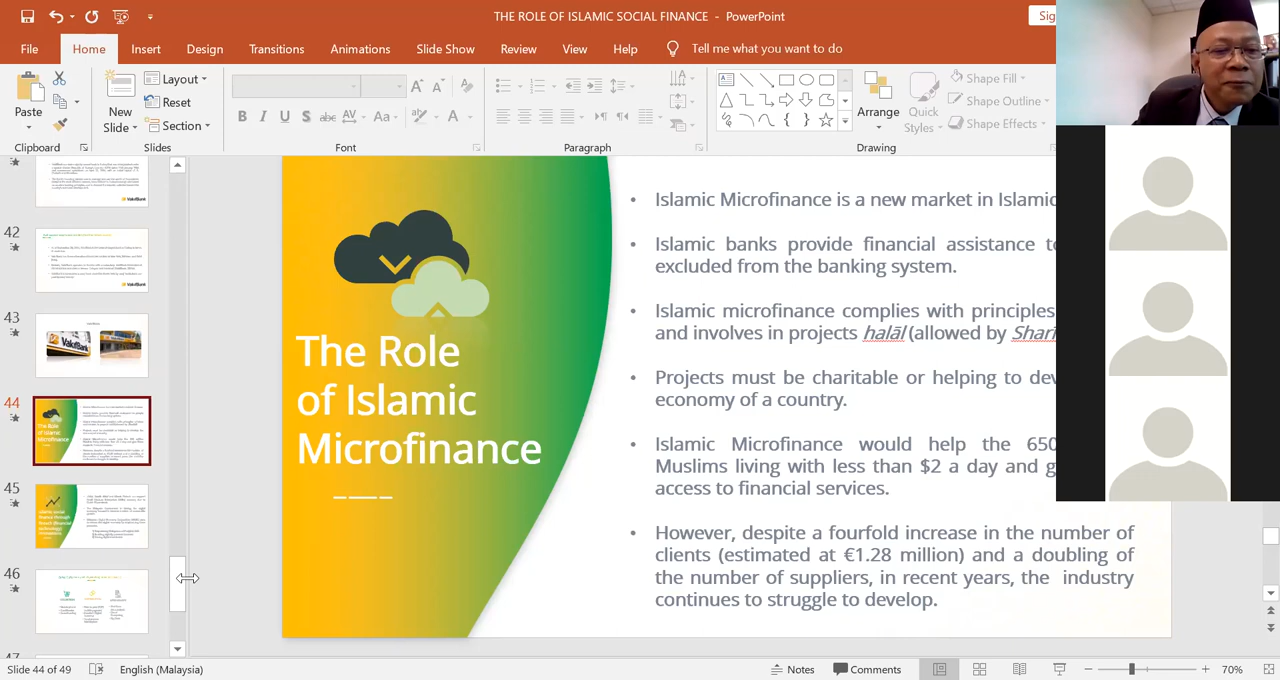 THE ROLE OF ISLAMIC SOCIAL FINANCE - PowerPoint
Sig
File Home Insert Design Transitions Animations Slide Show Review View Help Tell me what you want to do
Paste
New Slide
Layout
Reset
Section
Arrange
Quick Styles
Shape Fill
Shape Outline
Shape Effects
Clipboard Slides Font Paragraph Drawing
42
43
44
45
46
47
The Role
of Islamic
Microfinance
• Islamic Microfinance is a new market in Islamic
• Islamic banks provide financial assistance
excluded from the banking system.
• Islamic microfinance complies with principles
and involves in projects halāl (allowed by
• Projects must be charitable or helping to
economy of a country.
• Islamic Microfinance would help the 650
Muslims living with less than $2 a day and
access to financial services.
• However, despite a fourfold increase in the number of
clients (estimated at €1.28 million) and a doubling of
the number of suppliers, in recent years, the industry
continues to struggle to develop.
Slide 44 of 49 English (Malaysia) Notes Comments 70%